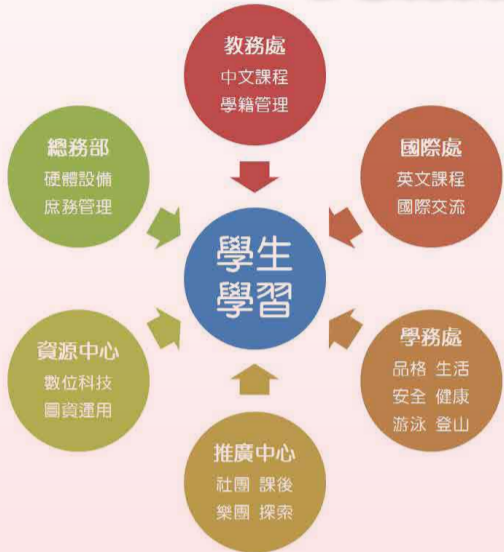 教務處
中文課程
學籍管理
國際處
英文課程
國際交流
學務處
品格 生活
安全 健康
游泳 登山
推廣中心
社團 課後
樂團 探索
資源中心
數位科技
圖資運用
總務部
硬體設備
庶務管理
學生
學習